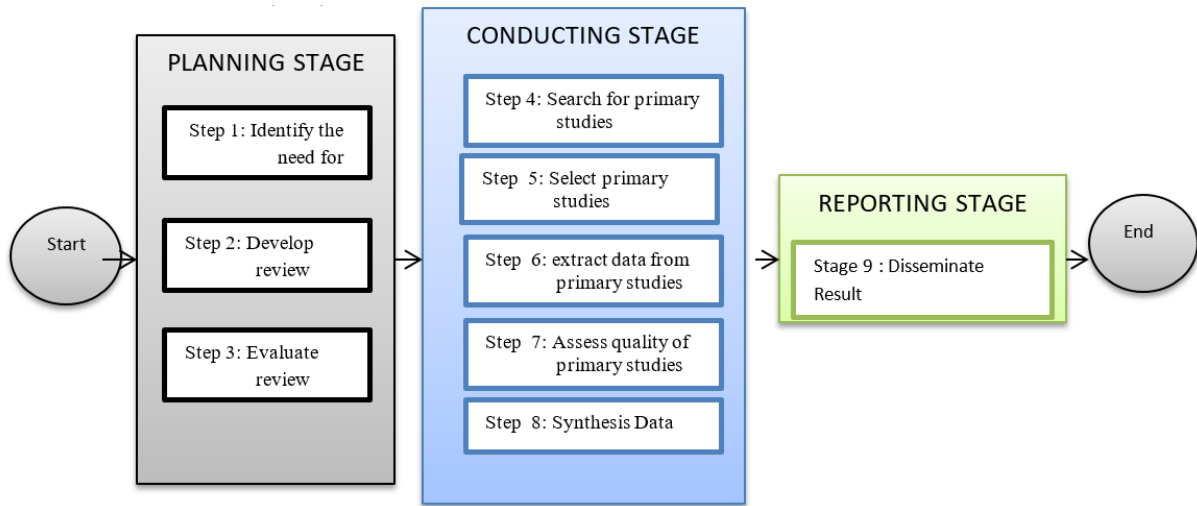 Start
PLANNING STAGE
Step 1: Identify the
need for
Step 2: Develop
review
Step 3: Evaluate
review
CONDUCTING STAGE
Step 4: Search for primary
studies
Step 5: Select primary
studies
Step 6: extract data from
primary studies
Step 7: Assess quality of
primary studies
Step 8: Synthesis Data
REPORTING STAGE
Stage 9 : Disseminate
Result
End